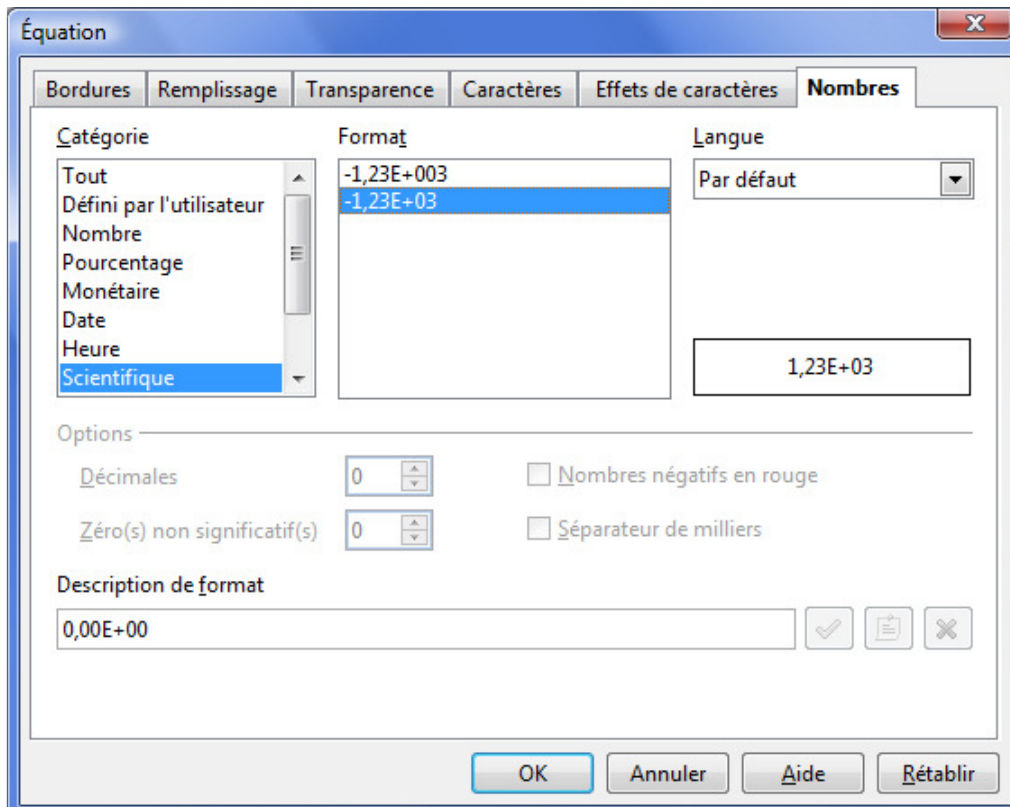 Équation
Bordures Remplissage Transparence Caractères Effets de caractères Nombres
Catégorie
Tout
Défini par l'utilisateur
Nombre
Pourcentage
Monétaire
Date
Heure
Scientifique
Format
-1,23E+003
-1,23E+03
Langue
Par défaut
1,23E+03
Options
Décimales 0
Nombres négatifs en rouge
Zéro(s) non significatif(s) 0
Séparateur de milliers
Description de format
0,00E+00
OK Annuler Aide Rétablir